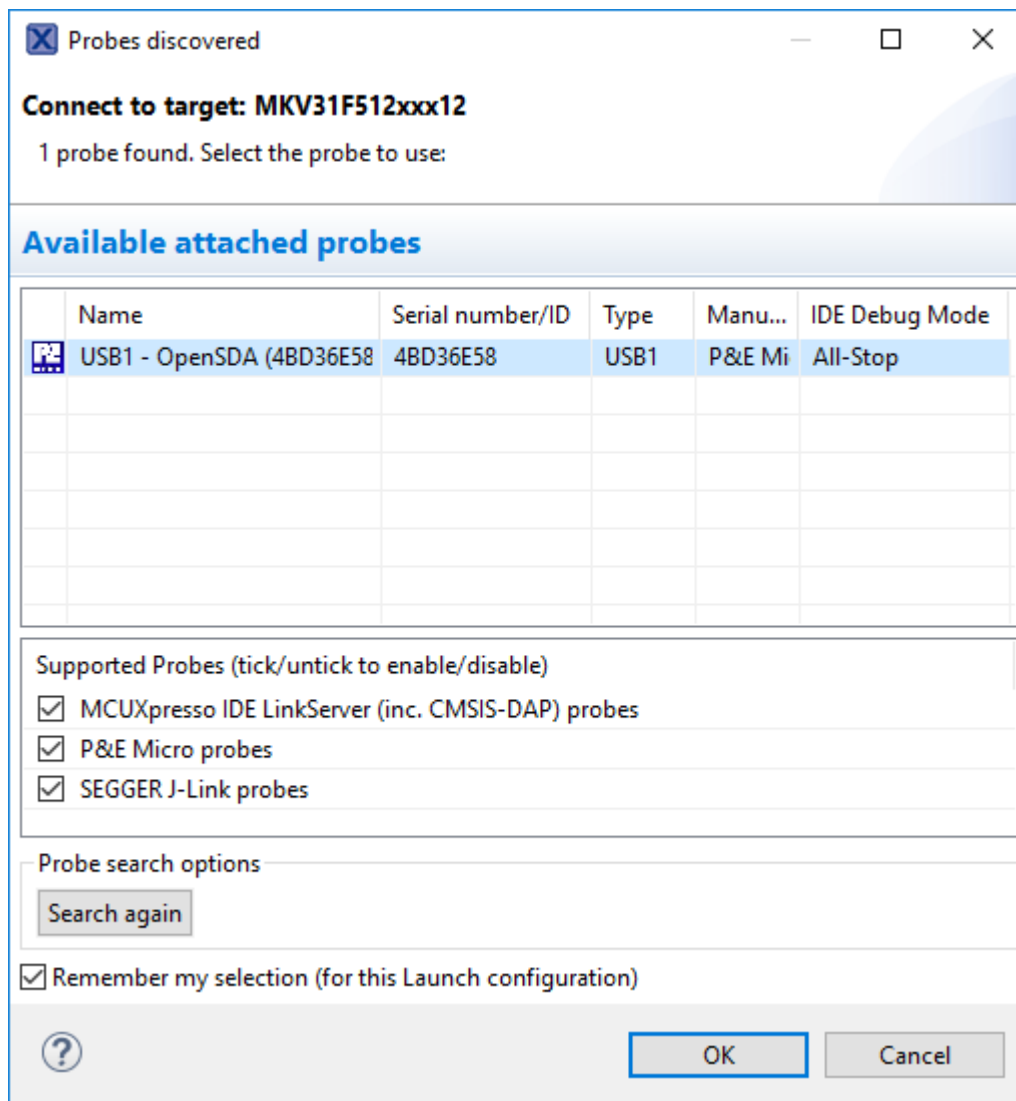 Probes discovered
Connect to target: MKV31F512xxx12
1 probe found. Select the probe to use:
Available attached probes
Name Serial number/ID Type Manu... IDE Debug Mode
USB1 - OpenSDA (4BD36E58 4BD36E58 USB1 P&E Mi All-Stop
Supported Probes (tick/untick to enable/disable)
MCUXpresso IDE LinkServer (inc. CMSIS-DAP) probes
P&E Micro probes
SEGGER J-Link probes
Probe search options
Search again
Remember my selection (for this Launch configuration)
OK Cancel